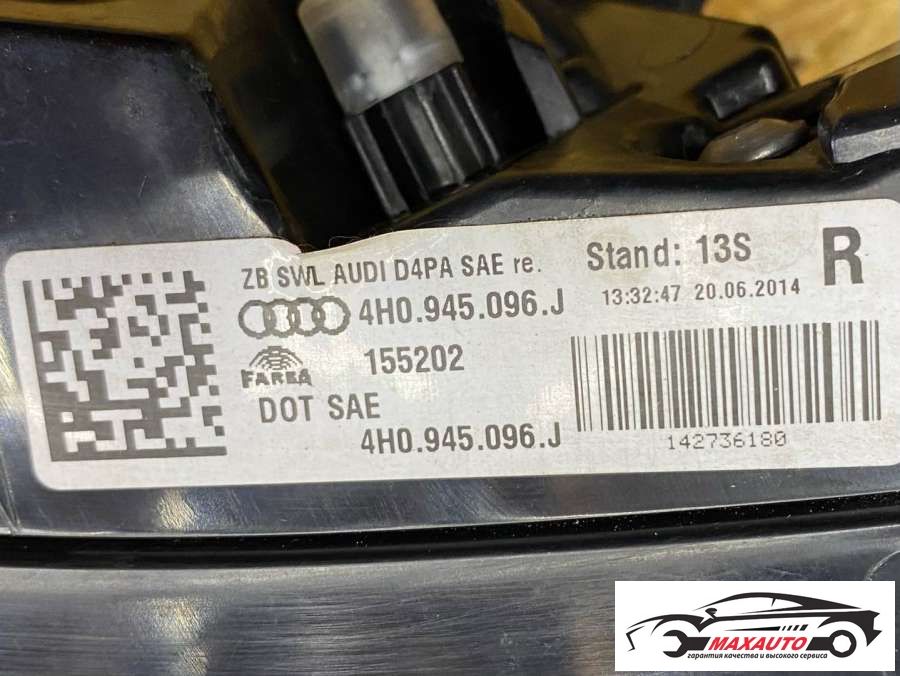 ZB SWL AUDI D4PA SAE re.
Stand: 13S
R
4H0.945.096.J
13:32:47 20.06.2014
FARBA
155202
DOT SAE
4H0.945.096.J
142736180
MAXAUTO
гарантия качества и высокого сервиса